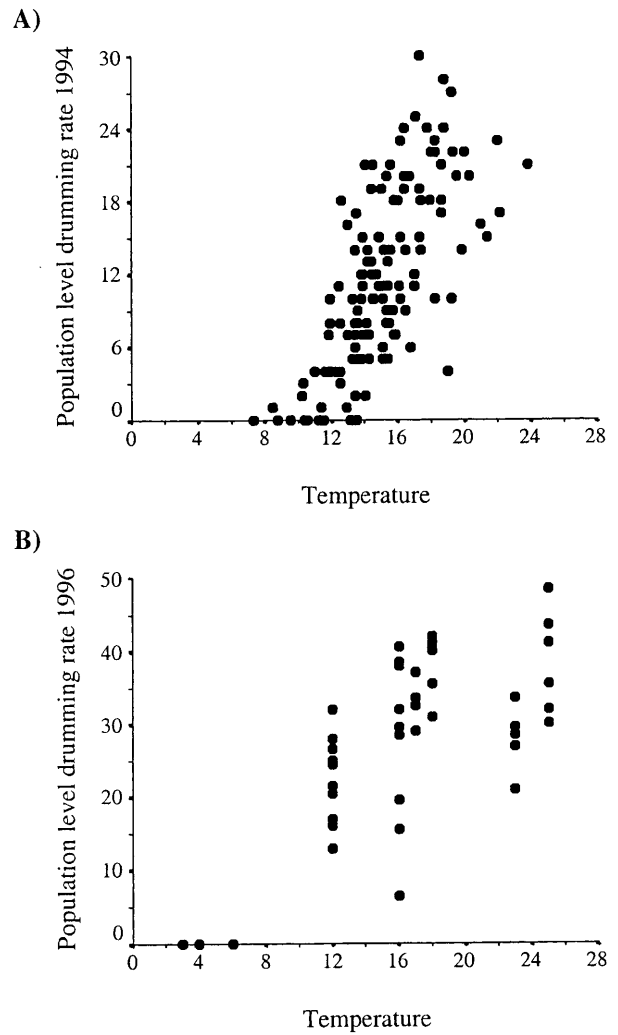 A)
Population level drumming rate 1994
30
24
18
12
6
0
0 4 8 12 16 20 24 28
Temperature
B)
Population level drumming rate 1996
50
40
30
20
10
0
0 4 8 12 16 20 24 28
Temperature